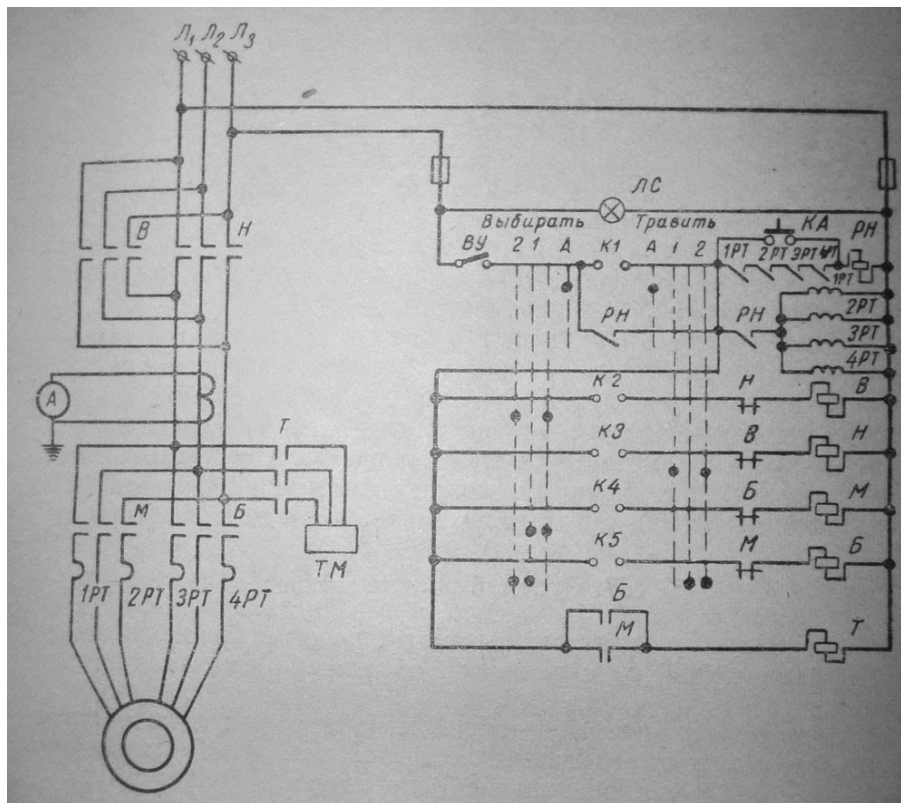 Л1 Л2 Л3
ЛС
Выбирать Травить КА РН
В Н
ВУ 2 1 А К1 А 1 2 1РТ 2РТ 3РТ 4РТ
1РТ
2РТ
РН РН
3РТ
4РТ
А
К2 Н В
Т К3 В Н
К4 Б М
М Б
К5 М Б
ТМ
1РТ 2РТ 3РТ 4РТ
Б
М Т